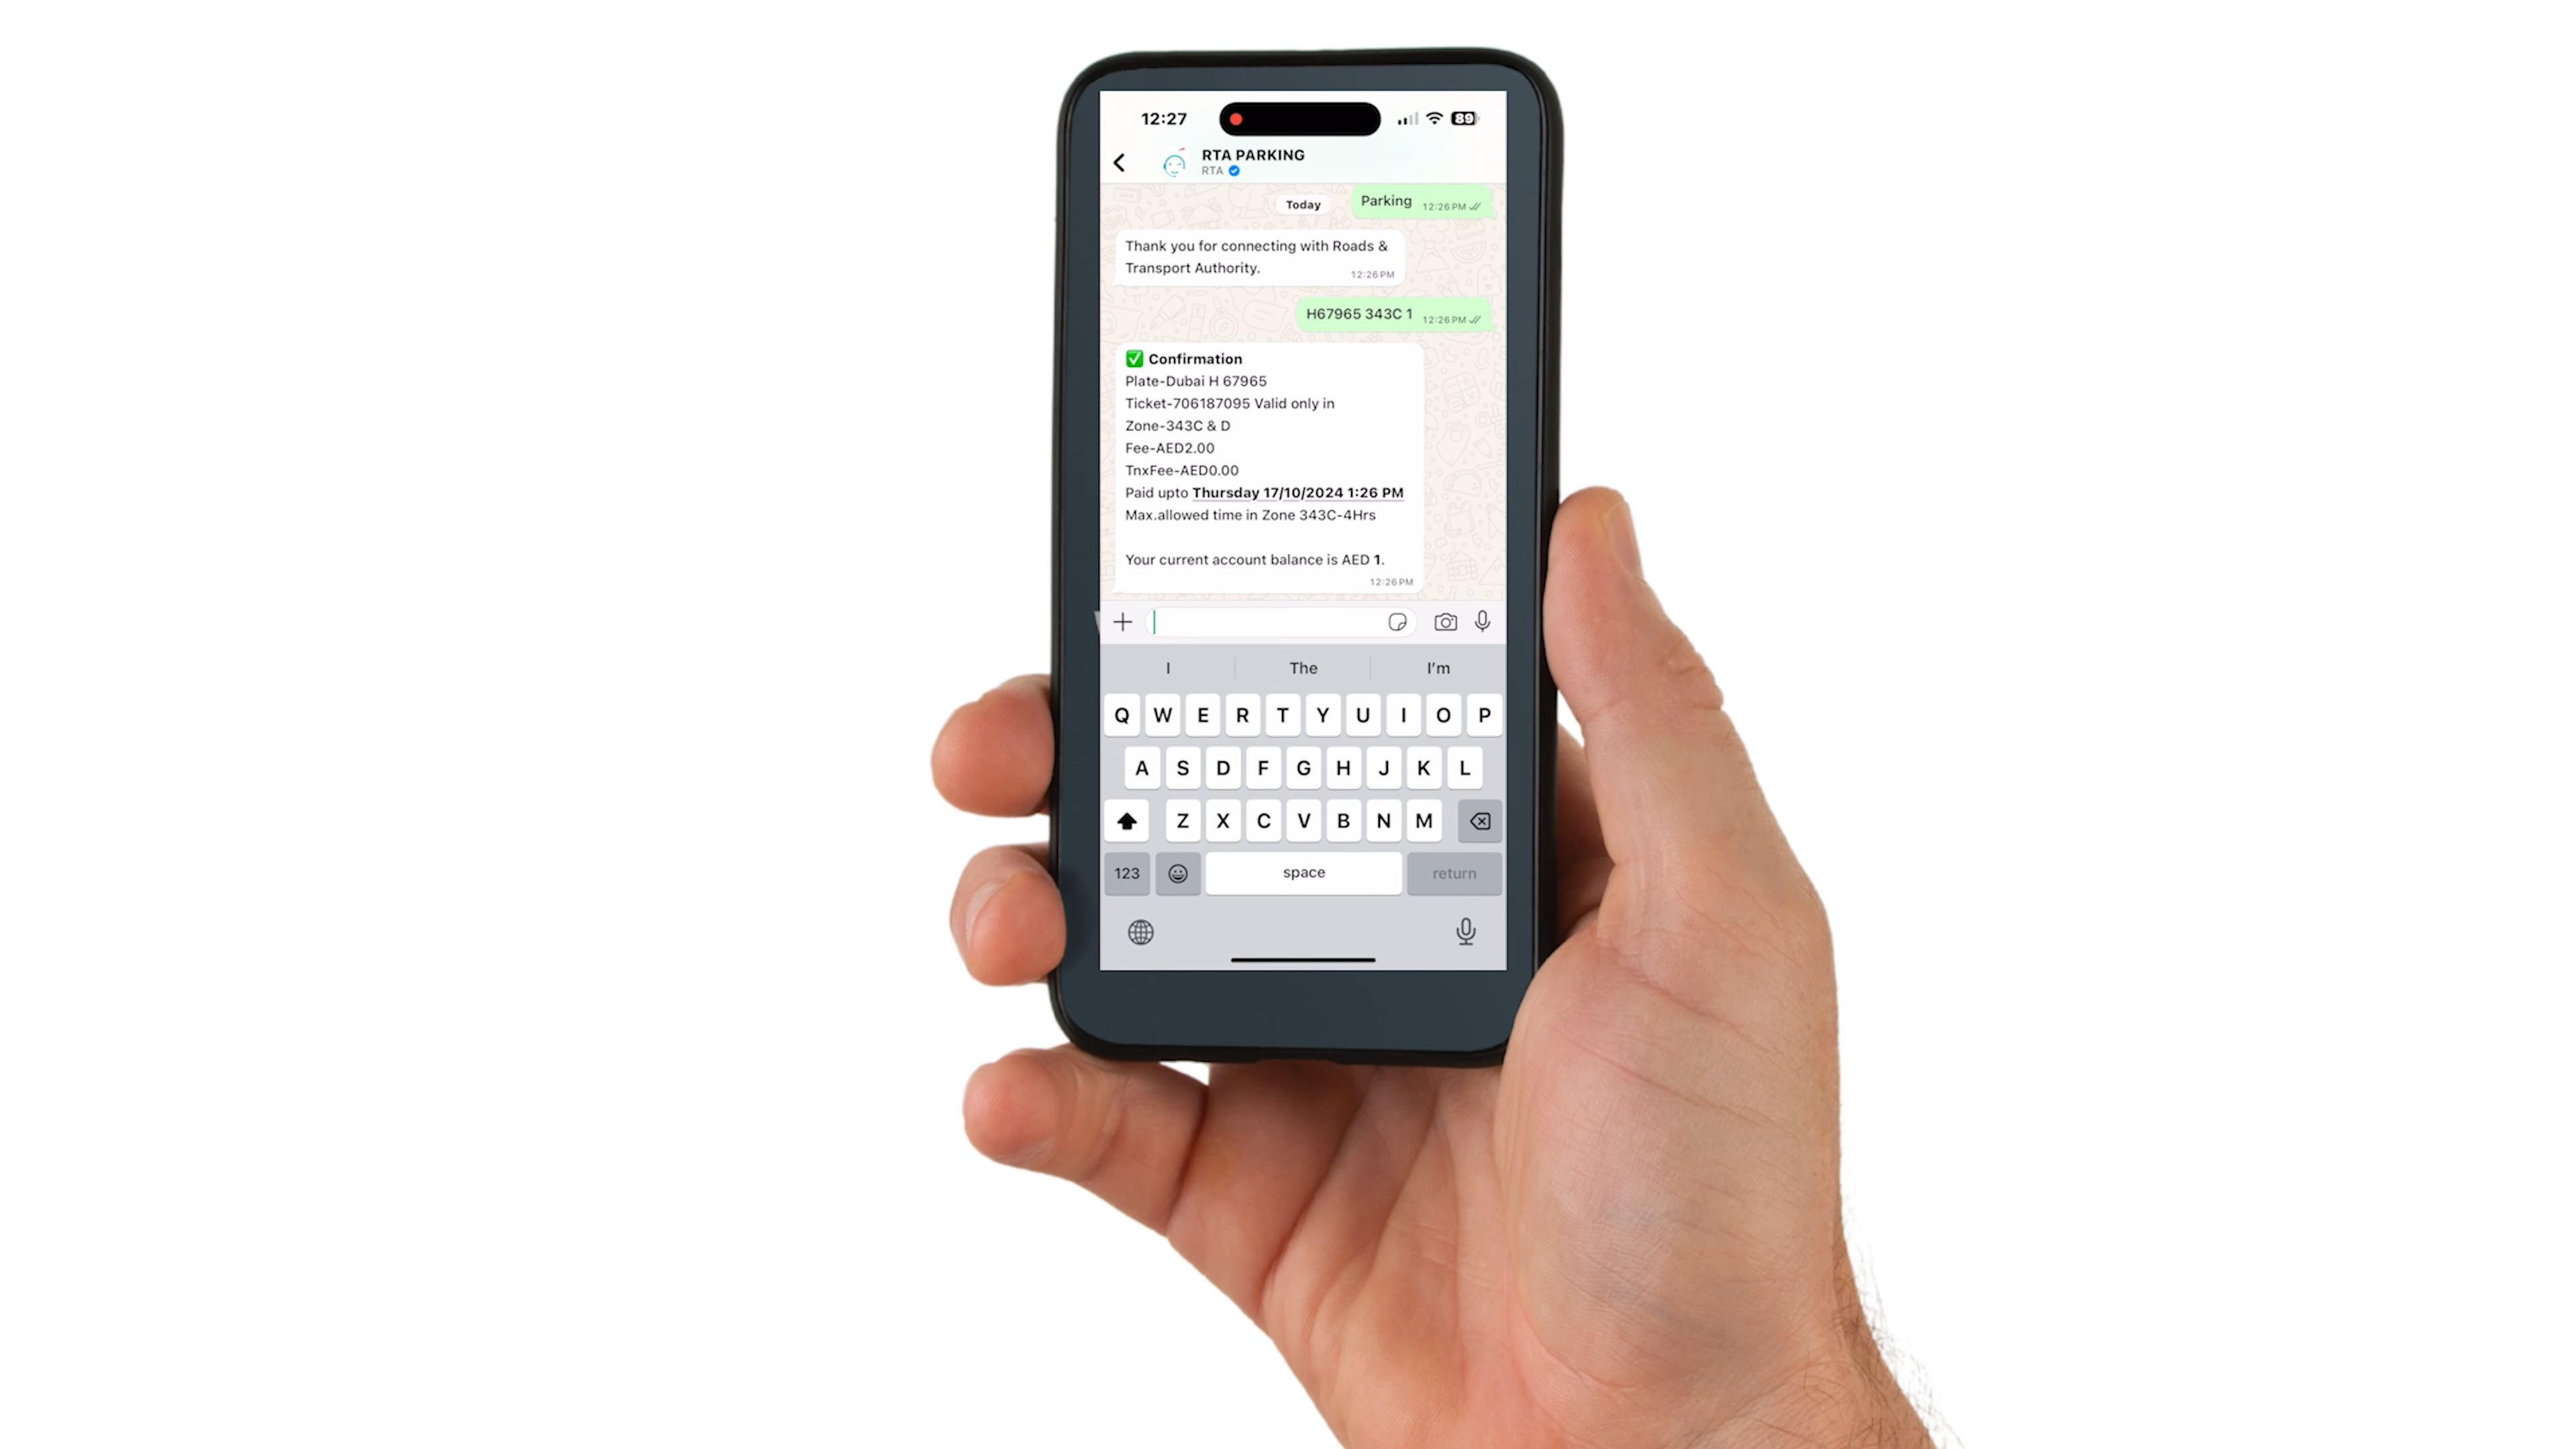 12:27
89
RTA PARKING
RTA
Today
Parking 12:26 PM
Thank you for connecting with Roads &
Transport Authority.
12:26 PM
H67965 343C 1 12:26 PM
✅ Confirmation
Plate-Dubai H 67965
Ticket-706187095 Valid only in
Zone-343C & D
Fee-AED2.00
TnxFee-AED0.00
Paid upto Thursday 17/10/2024 1:26 PM
Max.allowed time in Zone 343C-4Hrs
Your current account balance is AED 1.
12:26 PM
I The I'm
Q W E R T Y U I O P
A S D F G H J K L
Z X C V B N M
123 space return